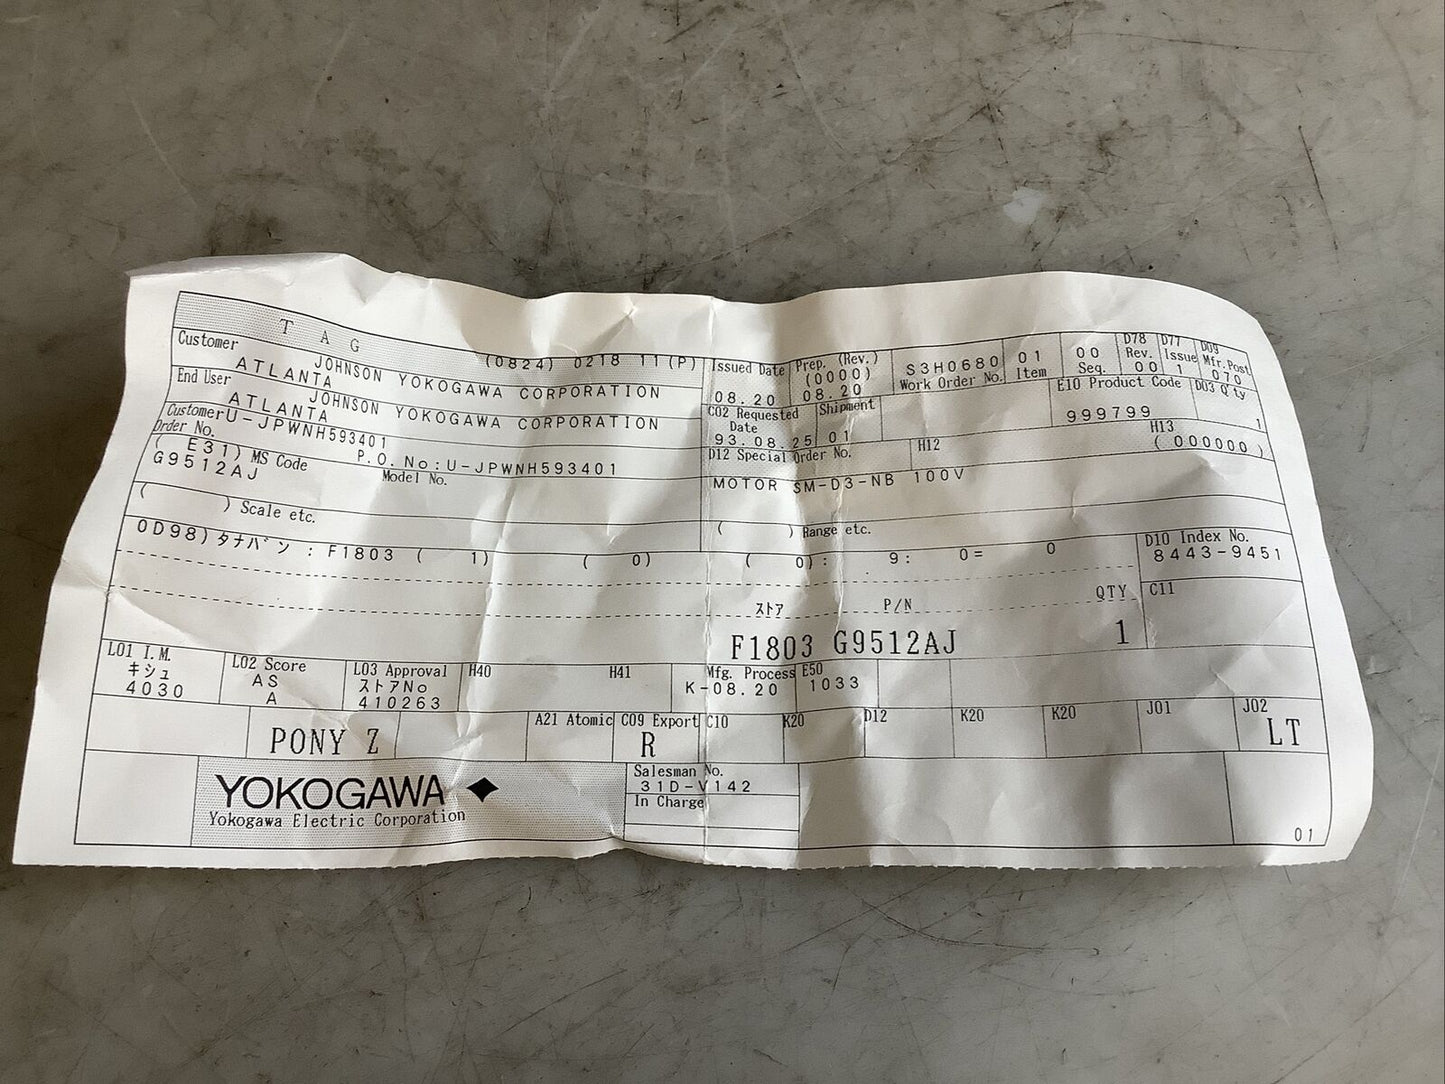 T A G
(0824) 0218 11(P)
Issued Date
08.20
Prep. (Rev.)
(0000)
08.20
S3H0680
Work Order No.
01
Item
00
Seq.
D78
Rev.
00
D77
Issue
1
D09
Mfr.Post
070
Customer
JOHNSON YOKOGAWA CORPORATION
ATLANTA
C02 Requested
Date
93.08.25
Shipment
01
E10 Product Code
999799
D03 Q'ty
1
End User
JOHNSON YOKOGAWA CORPORATION
ATLANTA
D12 Special Order No.
H12
H13
(000000)
Customer U-JPWNH593401
Order No.
P.O. No:U-JPWNH593401
( E31) MS Code
G9512AJ
Model No.
MOTOR SM-D3-NB 100V
( ) Scale etc.
( ) Range etc.
0D98)タナバン : F1803 ( 1) ( 0) ( 0): 9: 0= 0
D10 Index No.
8443-9451
C11
ストア P/N QTY
F1803 G9512AJ 1
L01 I.M.
キシュ
4030
L02 Score
AS
A
L03 Approval
ストアNo
410263
H40
H41
Mfg. Process
K-08.20
E50
1033
PONY Z
A21 Atomic
C09 Export
R
C10
K20
D12
K20
K20
J01
J02
LT
YOKOGAWA
Yokogawa Electric Corporation
Salesman No.
31D-V142
In Charge
01